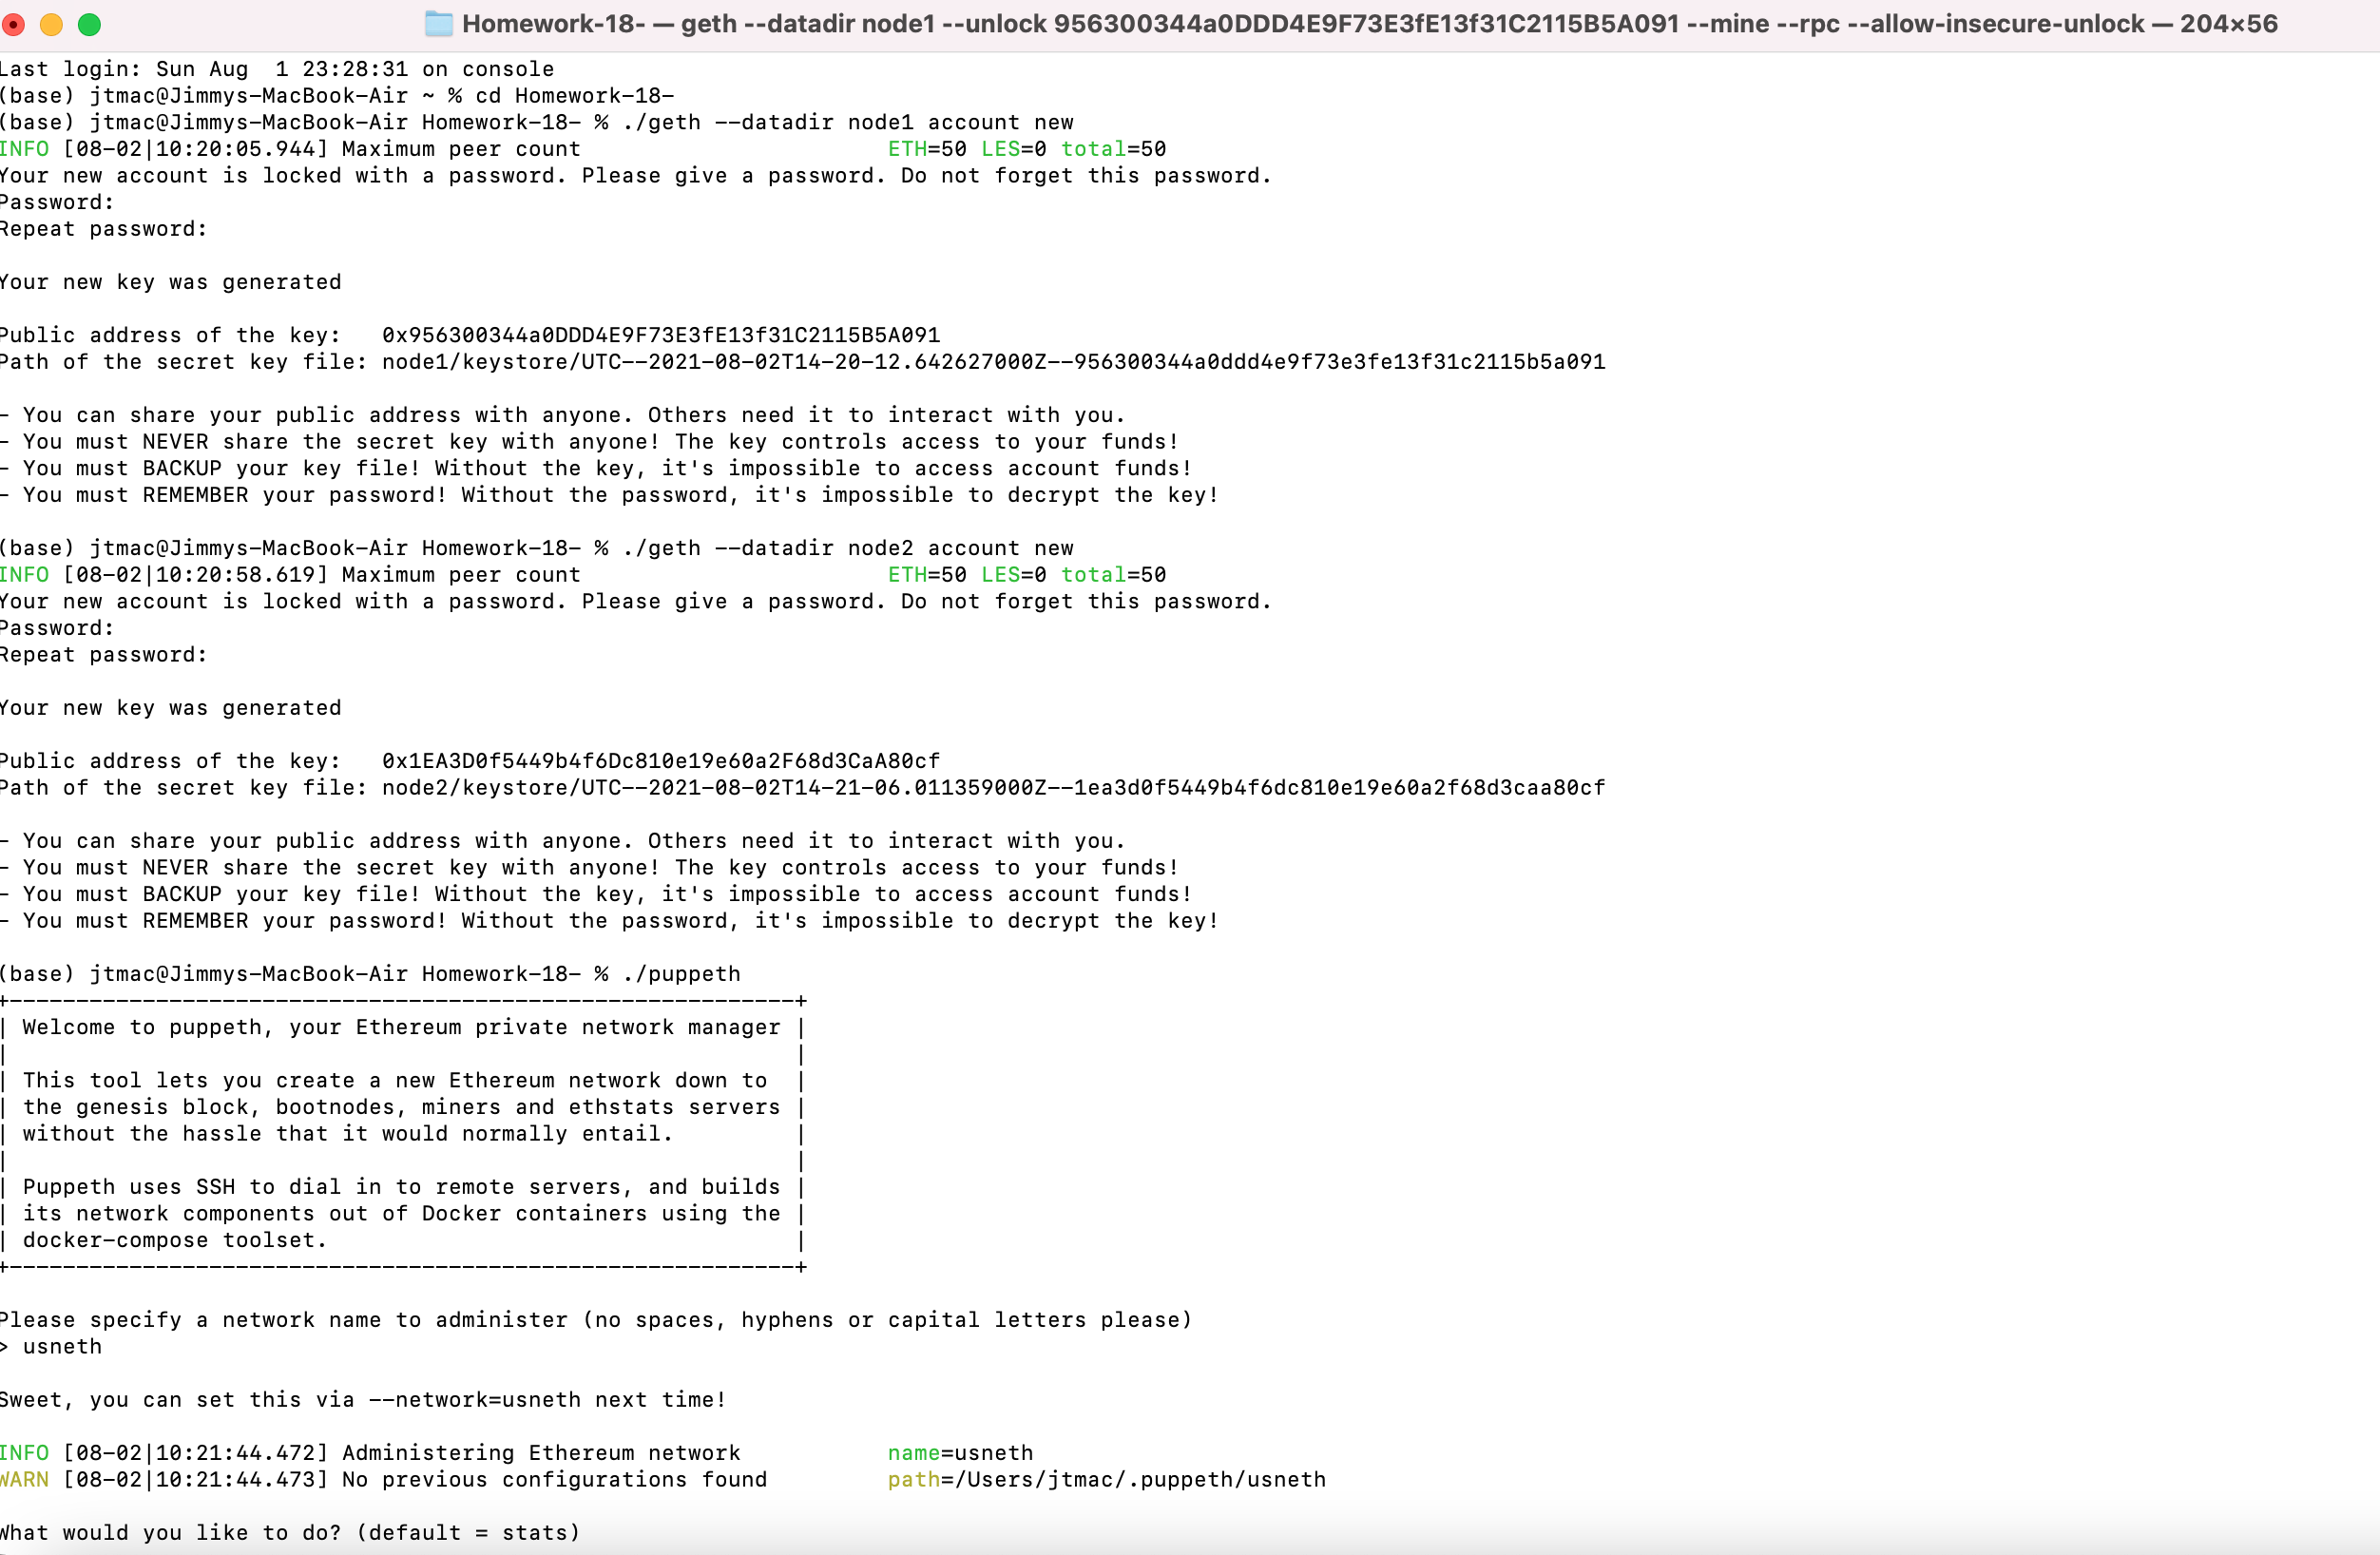 Homework-18- — geth --datadir node1 --unlock 956300344a0DDD4E9F73E3fE13f31C2115B5A091 --mine --rpc --allow-insecure-unlock — 204×56
Last login: Sun Aug  1 23:28:31 on console
(base) jtmac@Jimmys-MacBook-Air ~ % cd Homework-18-
(base) jtmac@Jimmys-MacBook-Air Homework-18- % ./geth --datadir node1 account new
INFO [08-02|10:20:05.944] Maximum peer count                       ETH=50 LES=0 total=50
Your new account is locked with a password. Please give a password. Do not forget this password.
Password:
Repeat password:
Your new key was generated
Public address of the key:   0x956300344a0DDD4E9F73E3fE13f31C2115B5A091
Path of the secret key file: node1/keystore/UTC--2021-08-02T14-20-12.642627000Z--956300344a0ddd4e9f73e3fe13f31c2115b5a091
- You can share your public address with anyone. Others need it to interact with you.
- You must NEVER share the secret key with anyone! The key controls access to your funds!
- You must BACKUP your key file! Without the key, it's impossible to access account funds!
- You must REMEMBER your password! Without the password, it's impossible to decrypt the key!
(base) jtmac@Jimmys-MacBook-Air Homework-18- % ./geth --datadir node2 account new
INFO [08-02|10:20:58.619] Maximum peer count                       ETH=50 LES=0 total=50
Your new account is locked with a password. Please give a password. Do not forget this password.
Password:
Repeat password:
Your new key was generated
Public address of the key:   0x1EA3D0f5449b4f6Dc810e19e60a2F68d3CaA80cf
Path of the secret key file: node2/keystore/UTC--2021-08-02T14-21-06.011359000Z--1ea3d0f5449b4f6dc810e19e60a2f68d3caa80cf
- You can share your public address with anyone. Others need it to interact with you.
- You must NEVER share the secret key with anyone! The key controls access to your funds!
- You must BACKUP your key file! Without the key, it's impossible to access account funds!
- You must REMEMBER your password! Without the password, it's impossible to decrypt the key!
(base) jtmac@Jimmys-MacBook-Air Homework-18- % ./puppeth
+-----------------------------------------------------------+
| Welcome to puppeth, your Ethereum private network manager |
|                                                           |
| This tool lets you create a new Ethereum network down to  |
| the genesis block, bootnodes, miners and ethstats servers |
| without the hassle that it would normally entail.         |
|                                                           |
| Puppeth uses SSH to dial in to remote servers, and builds |
| its network components out of Docker containers using the |
| docker-compose toolset.                                   |
+-----------------------------------------------------------+
Please specify a network name to administer (no spaces, hyphens or capital letters please)
> usneth
Sweet, you can set this via --network=usneth next time!
INFO [08-02|10:21:44.472] Administering Ethereum network           name=usneth
WARN [08-02|10:21:44.473] No previous configurations found         path=/Users/jtmac/.puppeth/usneth
What would you like to do? (default = stats)